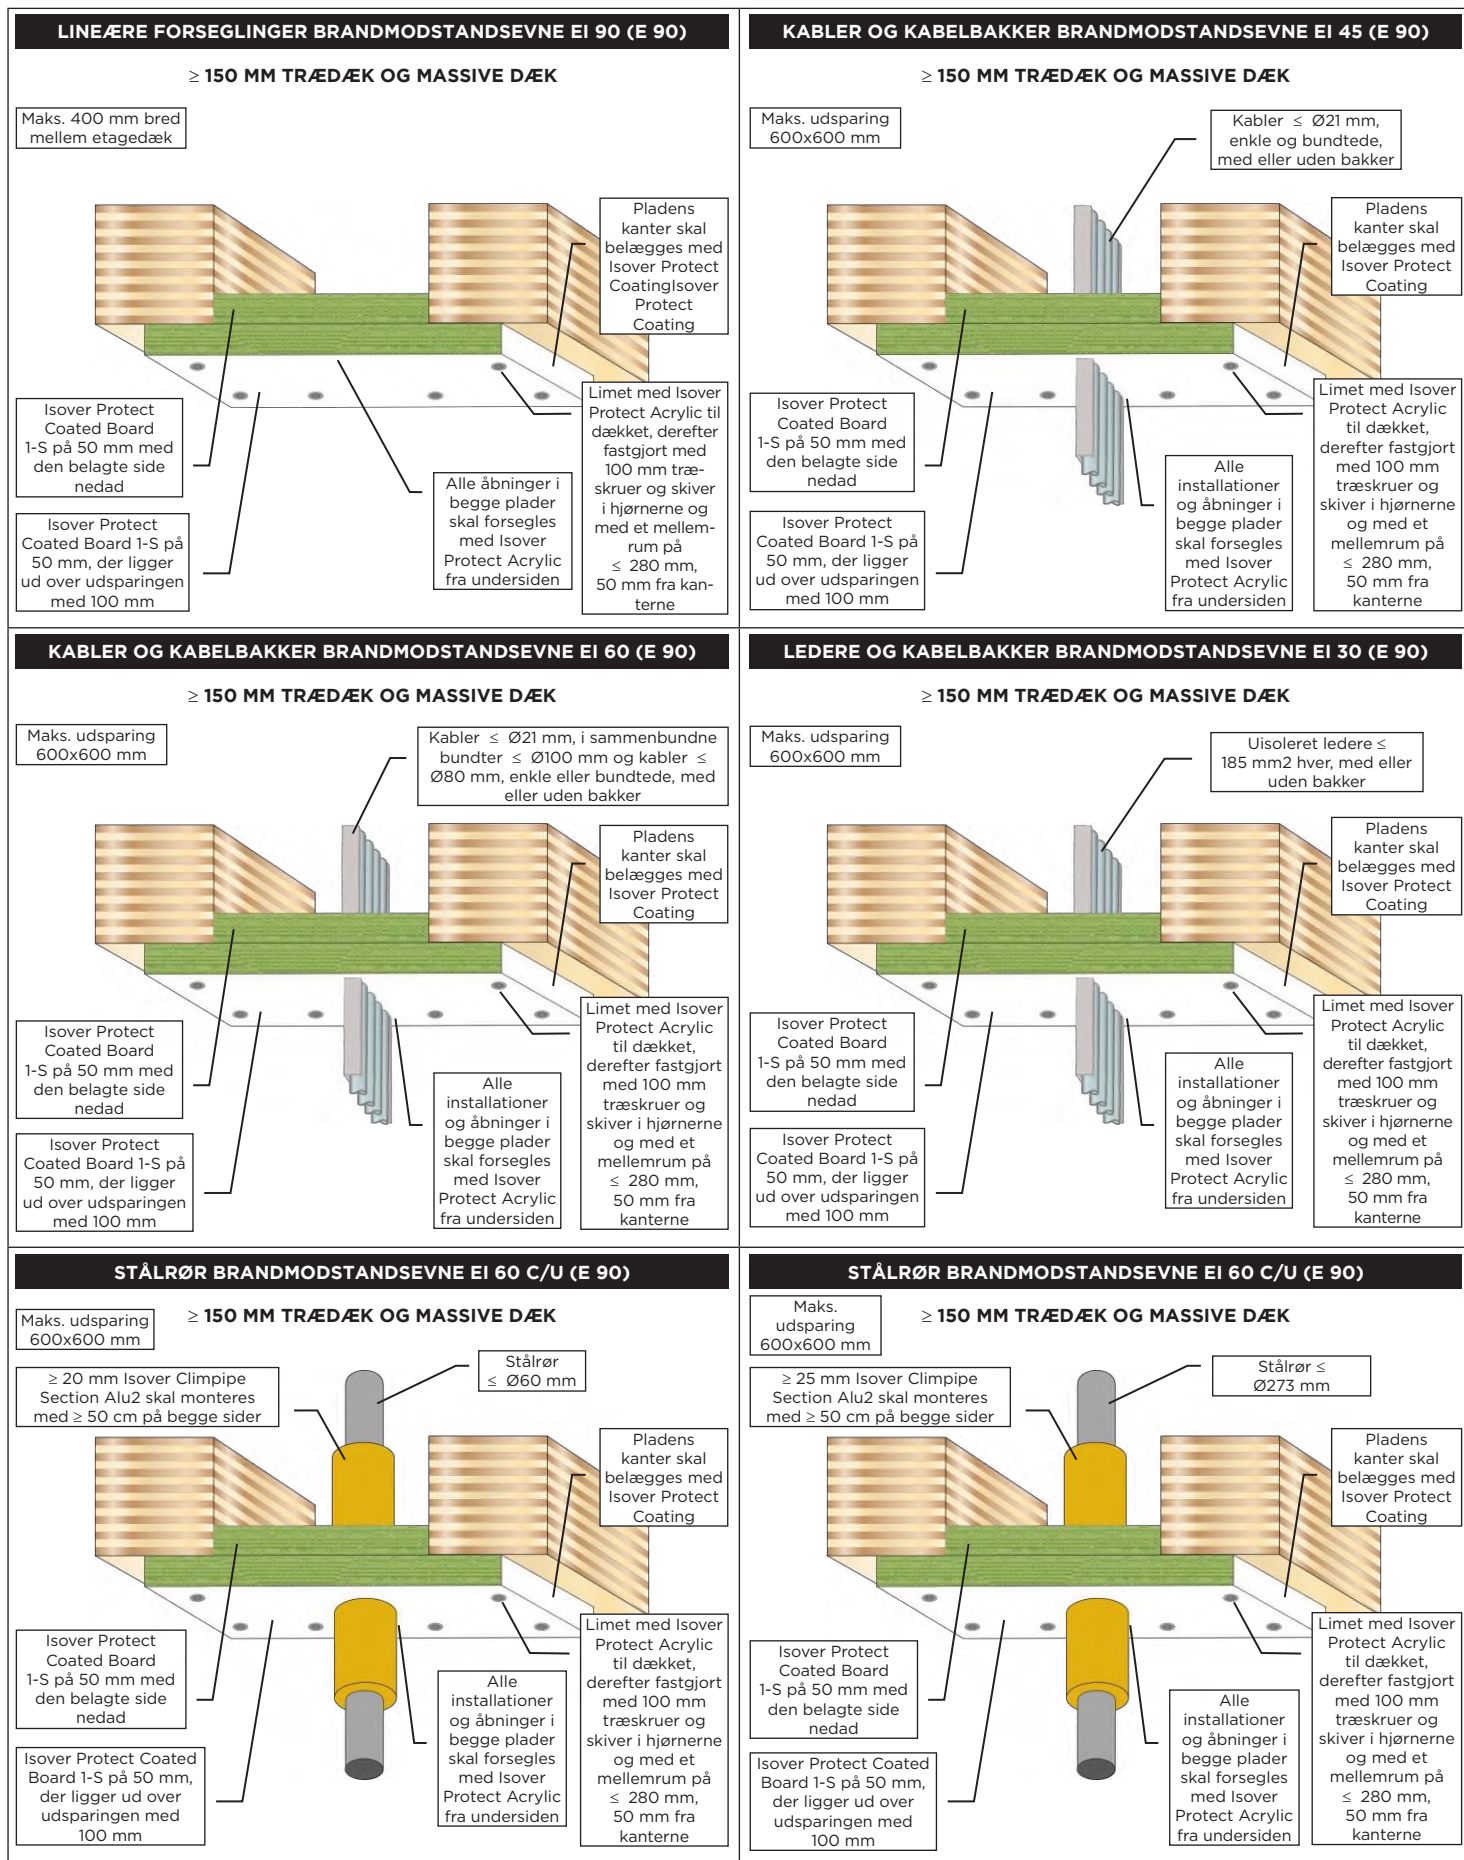 LINEÆRE FORSEGLINGER BRANDMODSTANDSEVNE EI 90 (E 90)
≥ 150 MM TRÆDÆK OG MASSIVE DÆK
Maks. 400 mm bred
mellem etagedæk
Pladens
kanter skal
belægges med
Isover Protect
CoatingIsover
Protect
Coating
Isover Protect
Coated Board
1-S på 50 mm med
den belagte side
nedad
Isover Protect
Coated Board 1-S på
50 mm, der ligger
ud over udsparingen
med 100 mm
Alle åbninger i
begge plader
skal forsegles
med Isover
Protect Acrylic
fra undersiden
Limet med Isover
Protect Acrylic til
dækket, derefter
fastgjort med
100 mm træ-
skruer og skiver
i hjørnerne og
med et mellem-
rum på
≤ 280 mm,
50 mm fra kan-
terne
KABLER OG KABELBAKKER BRANDMODSTANDSEVNE EI 45 (E 90)
≥ 150 MM TRÆDÆK OG MASSIVE DÆK
Maks. udsparing
600x600 mm
Kabler ≤ Ø21 mm,
enkle og bundtede,
med eller uden bakker
Pladens
kanter skal
belægges med
Isover Protect
Coating
Isover Protect
Coated Board
1-S på 50 mm med
den belagte side
nedad
Isover Protect
Coated Board 1-S på
50 mm, der ligger
ud over udsparingen
med 100 mm
Alle
installationer
og åbninger i
begge plader
skal forsegles
med Isover
Protect Acrylic
fra undersiden
Limet med Isover
Protect Acrylic
til dækket,
derefter fastgjort
med 100 mm
træskruer og
skiver i hjørnerne
og med et
mellemrum på
≤ 280 mm,
50 mm fra
kanterne
KABLER OG KABELBAKKER BRANDMODSTANDSEVNE EI 60 (E 90)
≥ 150 MM TRÆDÆK OG MASSIVE DÆK
Maks. udsparing
600x600 mm
Kabler ≤ Ø21 mm, i sammenbundne
bundter ≤ Ø100 mm og kabler ≤
Ø80 mm, enkle eller bundtede, med
eller uden bakker
Pladens
kanter skal
belægges med
Isover Protect
Coating
Isover Protect
Coated Board
1-S på 50 mm med
den belagte side
nedad
Isover Protect
Coated Board 1-S på
50 mm, der ligger
ud over udsparingen
med 100 mm
Alle
installationer
og åbninger i
begge plader
skal forsegles
med Isover
Protect Acrylic
fra undersiden
Limet med Isover
Protect Acrylic
til dækket,
derefter fastgjort
med 100 mm
træskruer og
skiver i hjørnerne
og med et
mellemrum på
≤ 280 mm,
50 mm fra
kanterne
LEDERE OG KABELBAKKER BRANDMODSTANDSEVNE EI 30 (E 90)
≥ 150 MM TRÆDÆK OG MASSIVE DÆK
Maks. udsparing
600x600 mm
Uisoleret ledere ≤
185 mm2 hver, med eller
uden bakker
Pladens
kanter skal
belægges med
Isover Protect
Coating
Isover Protect
Coated Board
1-S på 50 mm med
den belagte side
nedad
Isover Protect
Coated Board 1-S på
50 mm, der ligger
ud over udsparingen
med 100 mm
Alle
installationer
og åbninger i
begge plader
skal forsegles
med Isover
Protect Acrylic
fra undersiden
Limet med Isover
Protect Acrylic
til dækket,
derefter fastgjort
med 100 mm
træskruer og
skiver i hjørnerne
og med et
mellemrum på
≤ 280 mm,
50 mm fra
kanterne
STÅLRØR BRANDMODSTANDSEVNE EI 60 C/U (E 90)
≥ 150 MM TRÆDÆK OG MASSIVE DÆK
Maks. udsparing
600x600 mm
≥ 20 mm Isover Climpipe
Section Alu2 skal monteres
med ≥ 50 cm på begge sider
Stålrør
≤ Ø60 mm
Pladens
kanter skal
belægges med
Isover Protect
Coating
Isover Protect
Coated Board
1-S på 50 mm med
den belagte side
nedad
Isover Protect Coated
Board 1-S på 50 mm,
der ligger ud over
udsparingen med
100 mm
Alle
installationer
og åbninger i
begge plader
skal forsegles
med Isover
Protect Acrylic
fra undersiden
Limet med Isover
Protect Acrylic
til dækket,
derefter fastgjort
med 100 mm
træskruer og
skiver i hjørnerne
og med et
mellemrum på
≤ 280 mm,
50 mm fra
kanterne
STÅLRØR BRANDMODSTANDSEVNE EI 60 C/U (E 90)
≥ 150 MM TRÆDÆK OG MASSIVE DÆK
Maks.
udsparing
600x600 mm
≥ 25 mm Isover Climpipe
Section Alu2 skal monteres
med ≥ 50 cm på begge sider
Stålrør ≤
Ø273 mm
Pladens
kanter skal
belægges med
Isover Protect
Coating
Isover Protect
Coated Board
1-S på 50 mm med
den belagte side
nedad
Isover Protect Coated
Board 1-S på 50 mm,
der ligger ud over
udsparingen med
100 mm
Alle
installationer
og åbninger i
begge plader
skal forsegles
med Isover
Protect Acrylic
fra undersiden
Limet med Isover
Protect Acrylic
til dækket,
derefter fastgjort
med 100 mm
træskruer og
skiver i hjørnerne
og med et
mellemrum på
≤ 280 mm,
50 mm fra
kanterne